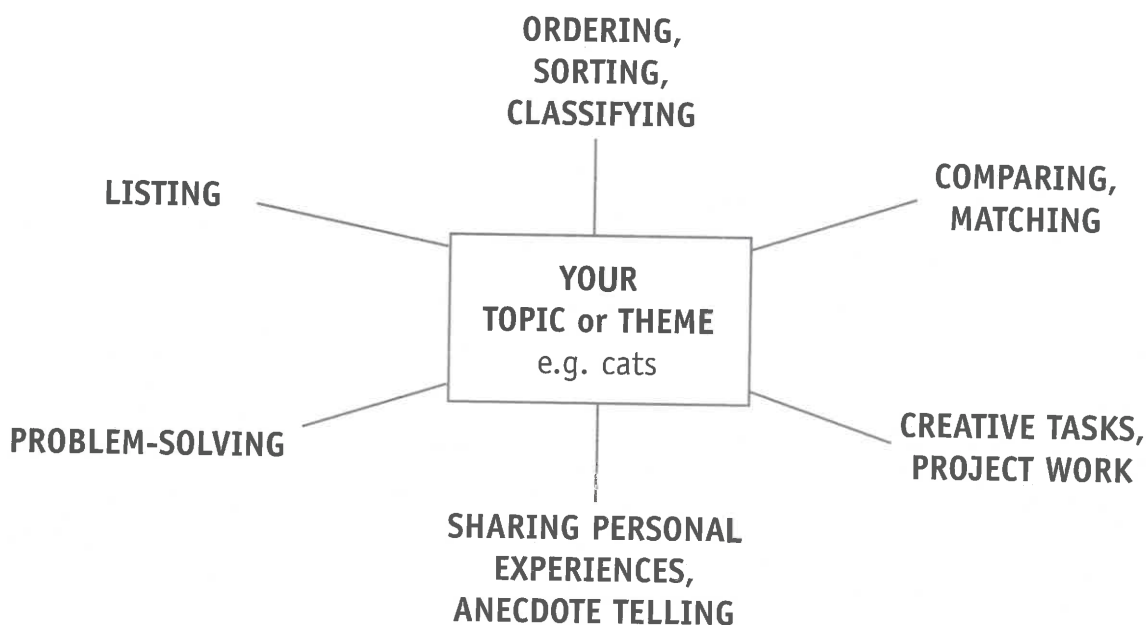 ORDERING,
SORTING,
CLASSIFYING
LISTING
COMPARING,
MATCHING
YOUR
TOPIC or THEME
e.g. cats
PROBLEM-SOLVING
CREATIVE TASKS,
PROJECT WORK
SHARING PERSONAL
EXPERIENCES,
ANECDOTE TELLING